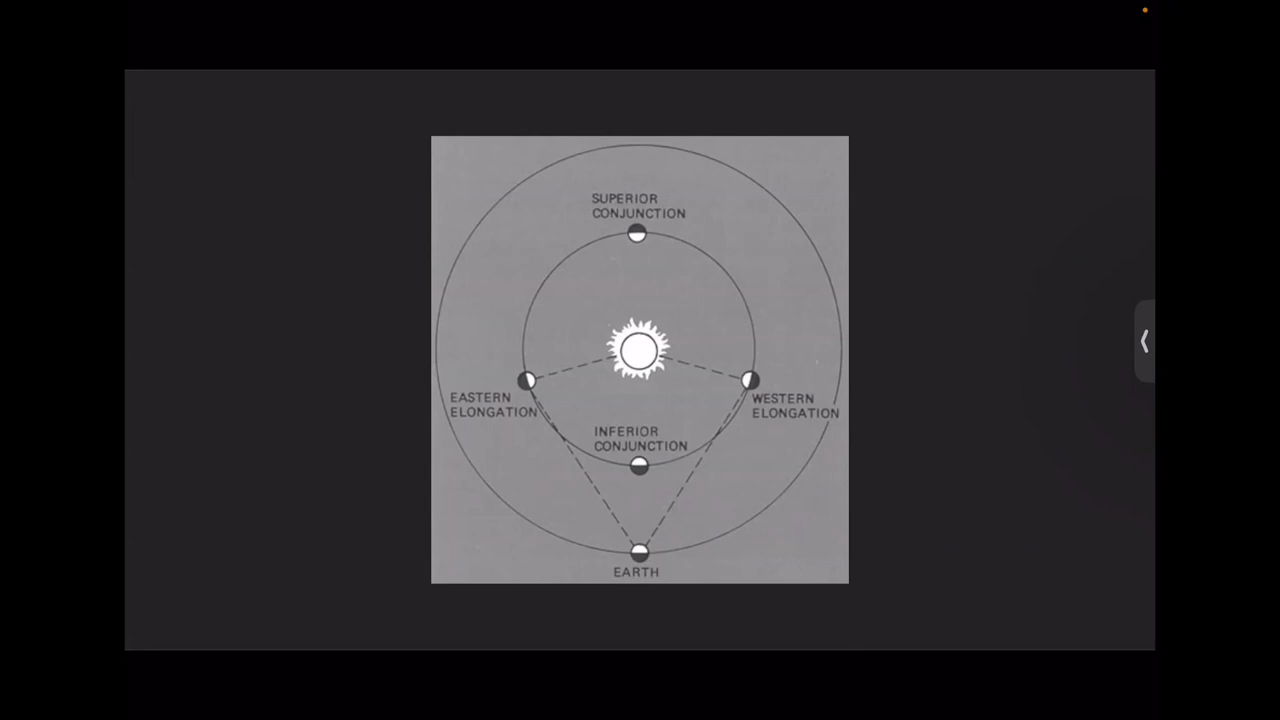 SUPERIOR
CONJUNCTION
EASTERN
ELONGATION
WESTERN
ELONGATION
INFERIOR
CONJUNCTION
EARTH